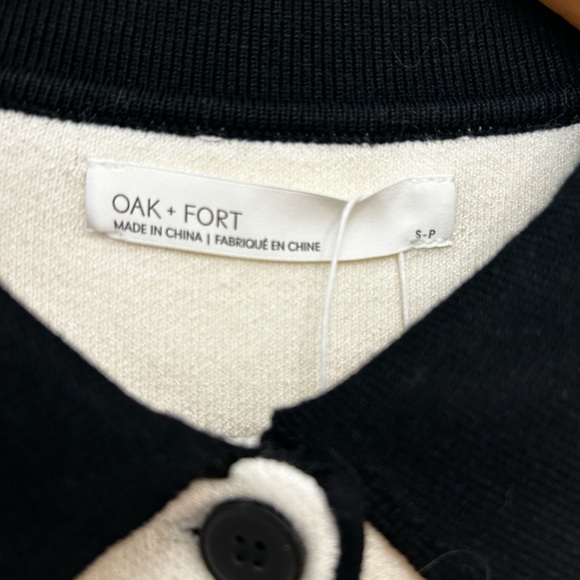 OAK + FORT
MADE IN CHINA | FABRIQUÉ EN CHINE
S-P